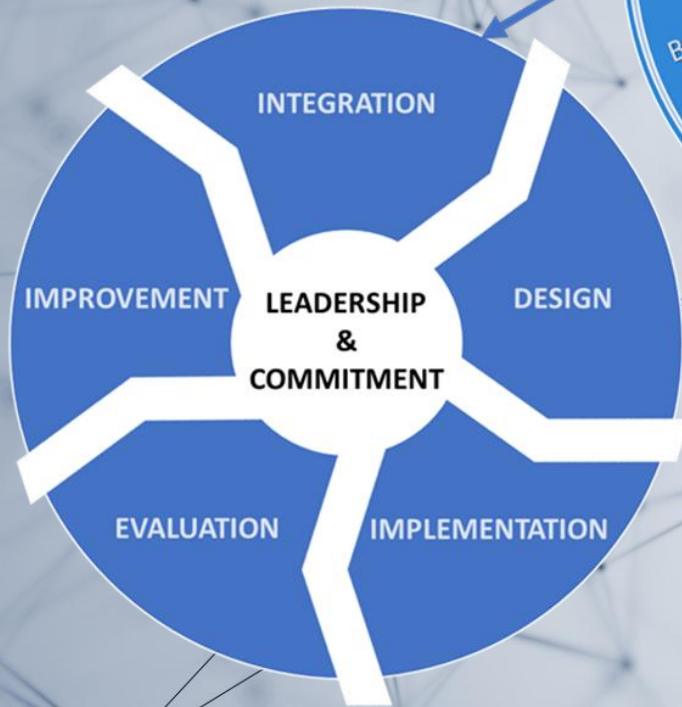 INTEGRATION
DESIGN
IMPLEMENTATION
EVALUATION
IMPROVEMENT
LEADERSHIP
&
COMMITMENT